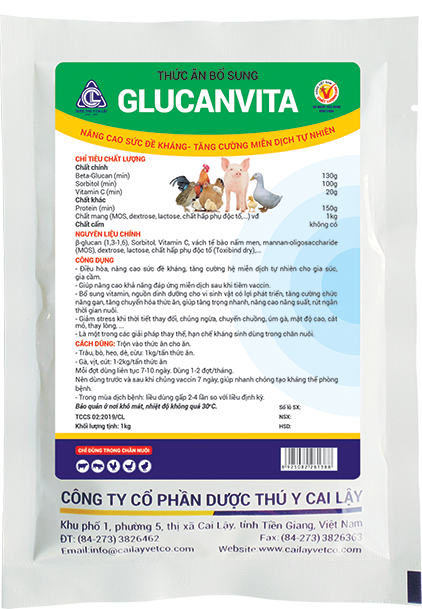 THỨC ĂN BỔ SUNG
GLUCANVITA
NÂNG CAO SỨC ĐỀ KHÁNG- TĂNG CƯỜNG MIỄN DỊCH TỰ NHIÊN
CHỈ TIÊU CHẤT LƯỢNG
Chất chính
Beta-Glucan (min) 130g
Sorbitol (min) 100g
Vitamin C (min) 20g
Chất khác
Protein (min) 150g
Chất mang (MOS, dextrose, lactose, chất hấp phụ độc tố,...) vđ 1kg
Chất cấm không có
NGUYÊN LIỆU CHÍNH
β-glucan (1,3-1,6), Sorbitol, Vitamin C, vách tế bào nấm men, mannan-oligosaccharide
(MOS), dextrose, lactose, chất hấp phụ độc tố (Toxibind dry),...
CÔNG DỤNG
- Điều hòa, nâng cao sức đề kháng, tăng cường hệ miễn dịch tự nhiên cho gia súc,
gia cầm.
- Giúp nâng cao khả năng đáp ứng miễn dịch sau khi tiêm vaccin.
- Bổ sung vitamin, nguồn dinh dưỡng cho vi sinh vật có lợi phát triển, tăng cường chức
năng gan, tăng chuyển hóa thức ăn, giúp tăng trọng nhanh, nâng cao năng suất, rút ngắn
thời gian nuôi.
- Giảm stress khi thời tiết thay đổi, chủng ngừa, chuyển chuồng, úm gà, mật độ cao, cắt
mỏ, thay lông, ...
- Là một trong các giải pháp thay thế, hạn chế kháng sinh dùng trong chăn nuôi.
CÁCH DÙNG: Trộn vào thức ăn cho ăn.
- Trâu, bò, heo, dê, cừu: 1kg/tấn thức ăn.
- Gà, vịt, cút: 1-2kg/tấn thức ăn.
Mỗi đợt dùng liên tục 7-10 ngày. Dùng 1-2 đợt/tháng.
Nên dùng trước và sau khi chủng vaccin 7 ngày, giúp nhanh chóng tạo kháng thể phòng
bệnh.
- Trong mùa dịch bệnh: liều dùng gấp 2-4 lần so với liều định kỳ.
Bảo quản ở nơi khô mát, nhiệt độ không quá 30°C.
Số lô SX:
TCCS 02:2019/CL
NSX:
Khối lượng tịnh: 1kg
HSD:
CHỈ DÙNG TRONG CHĂN NUÔI
8 925082 281588
CÔNG TY CỔ PHẦN DƯỢC THÚ Y CAI LẬY
Khu phố 1, phường 5, thị xã Cai Lậy, tỉnh Tiền Giang, Việt Nam
ĐT: (84-273) 3826462 Fax: (84-273) 3826363
Email:info@cailayvetco.com Website:www.cailayvetco.com